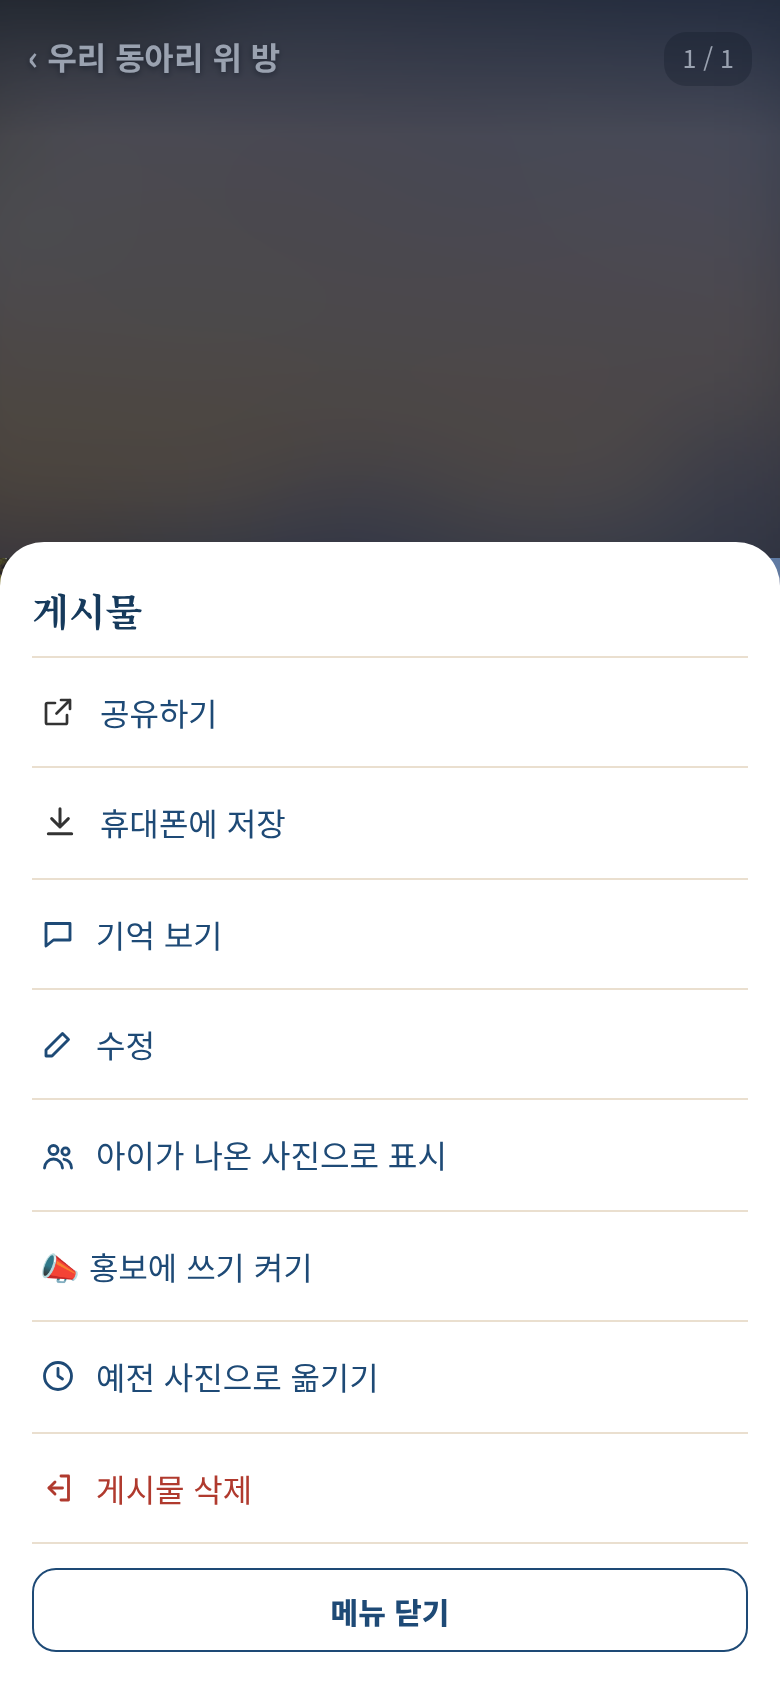 ‹ 우리 동아리 위 방
1 / 1
게시물
공유하기
휴대폰에 저장
기억 보기
수정
아이가 나온 사진으로 표시
홍보에 쓰기 켜기
예전 사진으로 옮기기
게시물 삭제
메뉴 닫기